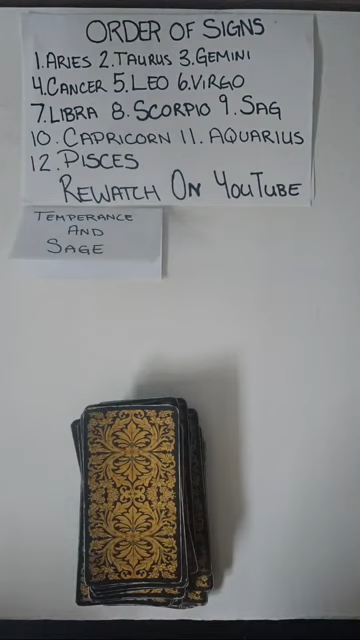 ORDER OF SIGNS
1.ARIES 2.TAURUS 3.GEMINI
4.CANCER 5.LEO 6.VIRGO
7.LIBRA 8.SCORPIO 9.SAG
10.CAPRICORN 11.AQUARIUS
12.PISCES
REWATCH ON YOUTUBE
TEMPERANCE
AND
SAGE